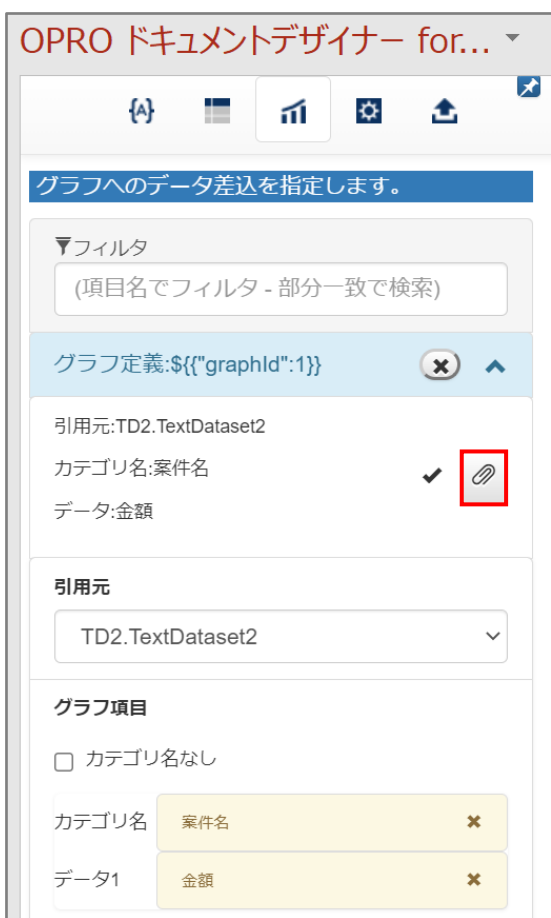 OPRO ドキュメントデザイナー for...
{A}
グラフへのデータ差込を指定します。
フィルタ
(項目名でフィルタ - 部分一致で検索)
グラフ定義:${{"graphId":1}}
引用元:TD2.TextDataset2
カテゴリ名:案件名
データ:金額
引用元
TD2.TextDataset2
グラフ項目
カテゴリ名なし
カテゴリ名 案件名
データ1 金額